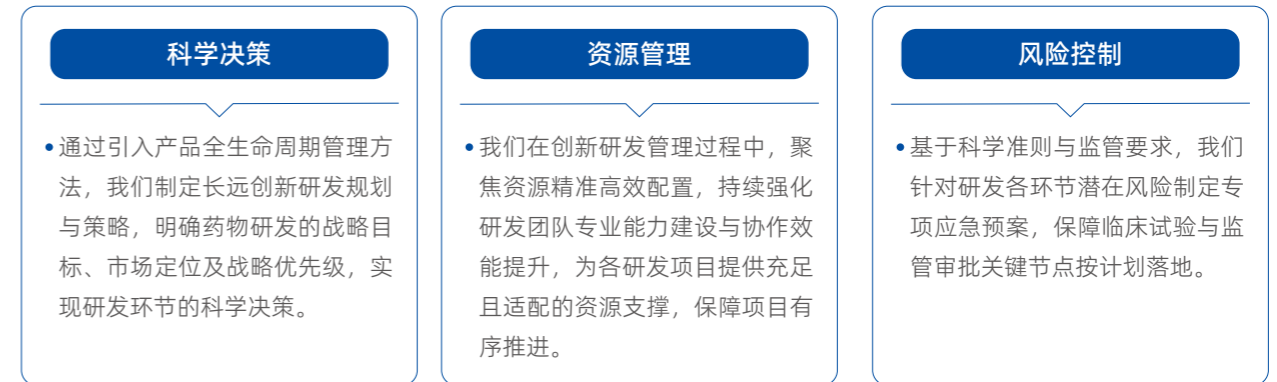 科学决策
•通过引入产品全生命周期管理方
法，我们制定长远创新研发规划
与策略，明确药物研发的战略目
标、市场定位及战略优先级，实
现研发环节的科学决策。
资源管理
•我们在创新研发管理过程中，聚
焦资源精准高效配置，持续强化
研发团队专业能力建设与协作效
能提升，为各研发项目提供充足
且适配的资源支撑，保障项目有
序推进。
风险控制
•基于科学准则与监管要求，我们
针对研发各环节潜在风险制定专
项应急预案，保障临床试验与监
管审批关键节点按计划落地。